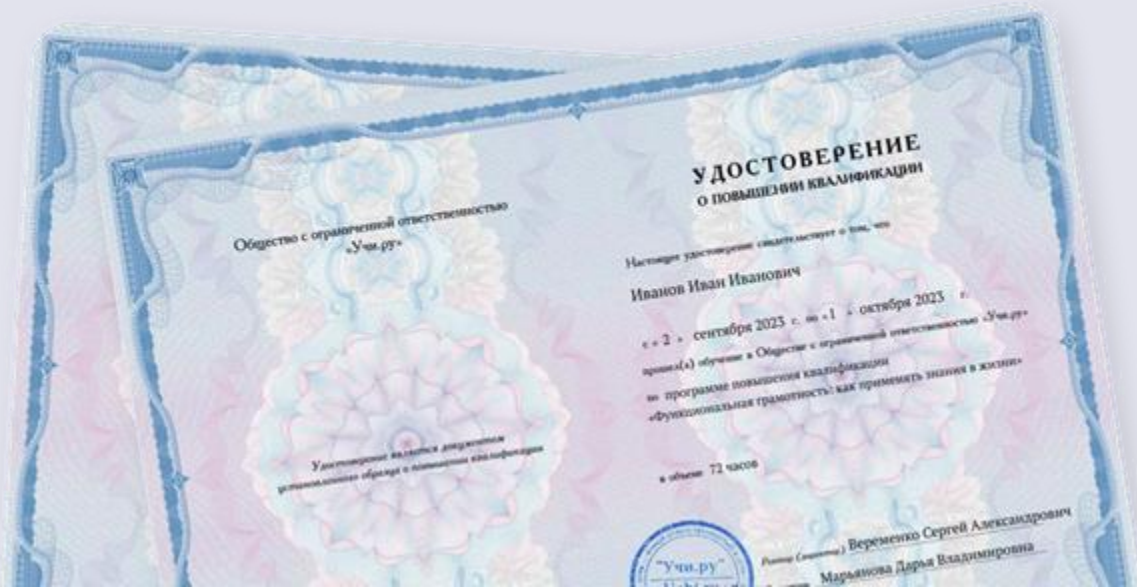 Общество с ограниченной ответственностью
«Учи.ру»
Удостоверение является документом
установленного образца о повышении квалификации
УДОСТОВЕРЕНИЕ
О ПОВЫШЕНИИ КВАЛИФИКАЦИИ
Настоящее удостоверение свидетельствует о том, что
Иванов Иван Иванович
с « 2 » сентября 2023 г. по « 1 » октября 2023 г.
прошел(а) обучение в Обществе с ограниченной ответственностью «Учи.ру»
по программе повышения квалификации
«Функциональная грамотность: как применять знания в жизни»
в объеме 72 часов
"Учи.ру"
Веременко Сергей Александрович
Марьянова Дарья Владимировна